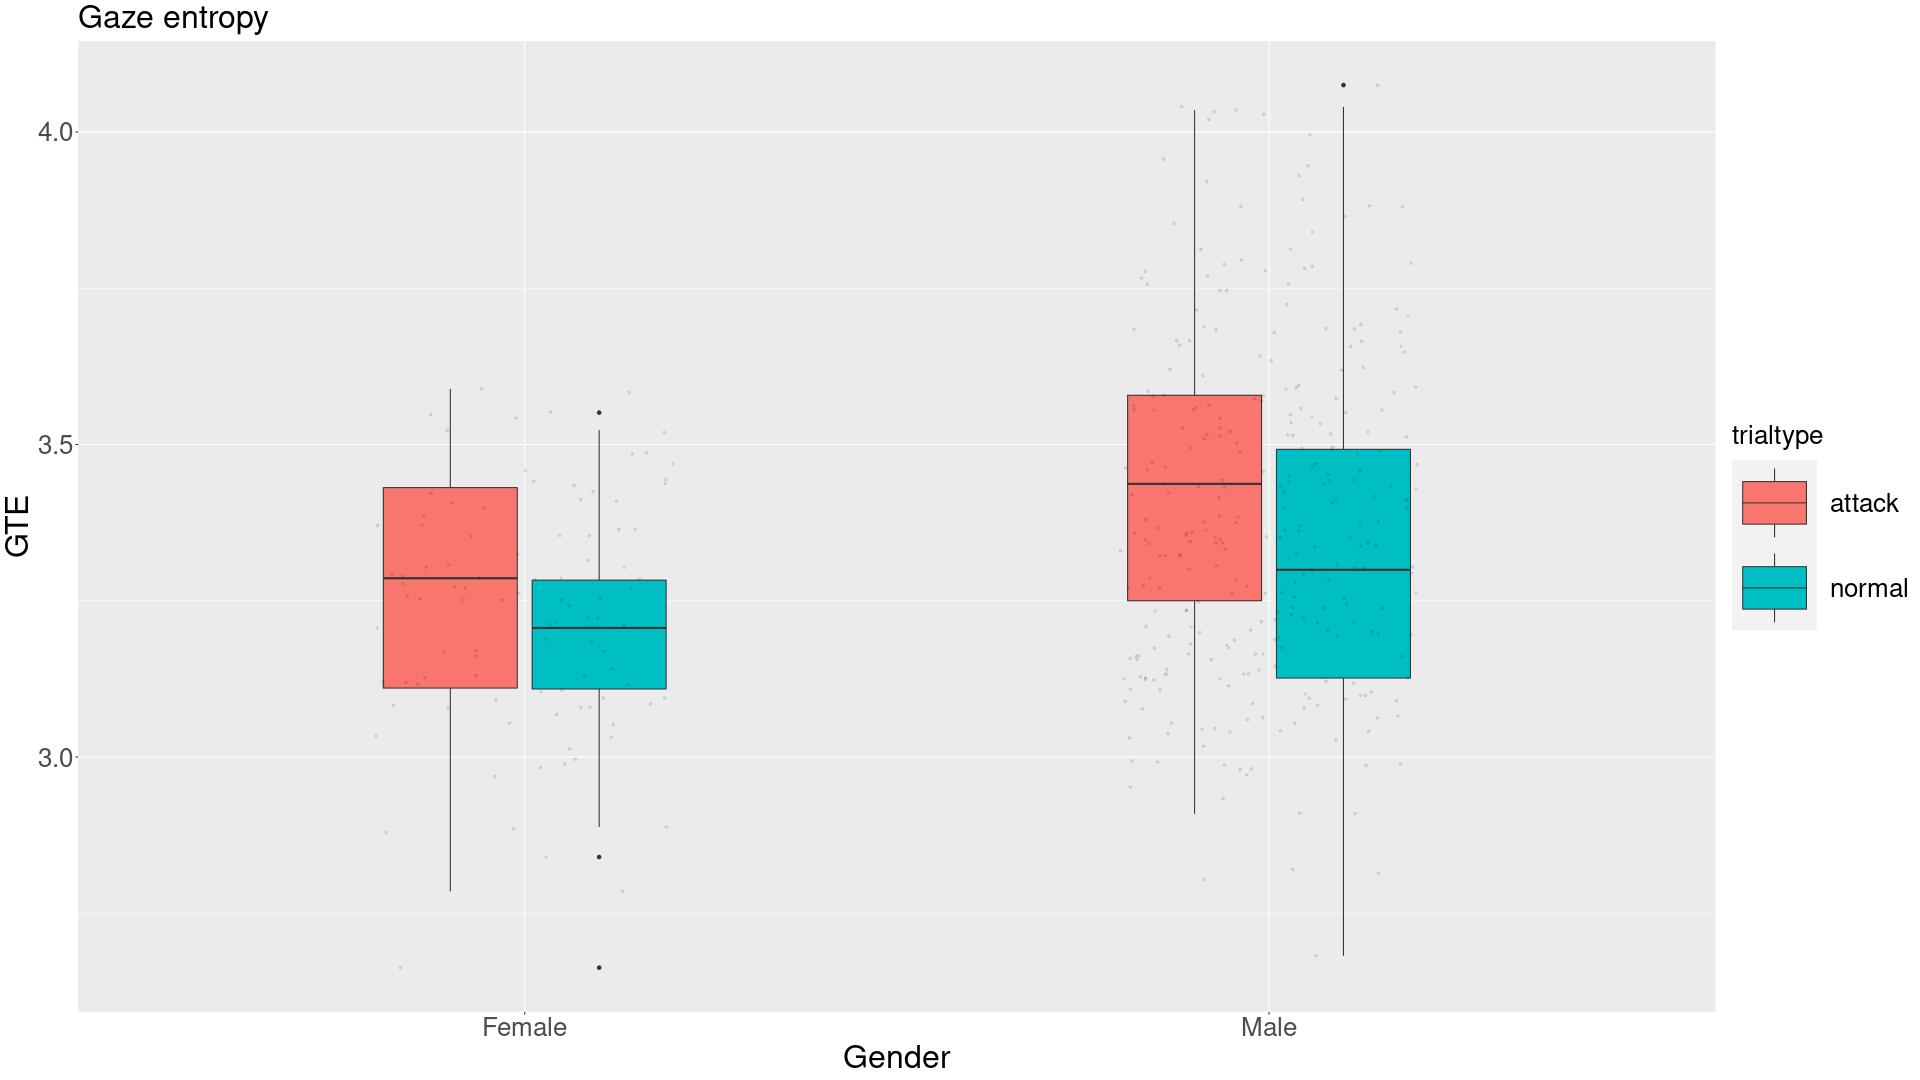 Gaze entropy
GTE
4.0
3.5
3.0
Female
Male
Gender
trialtype
attack
normal